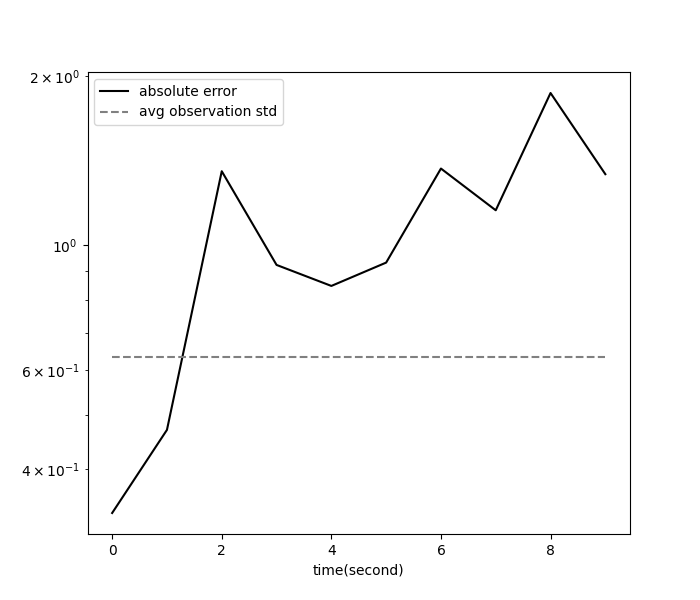 2 × 10⁰
absolute error
avg observation std
10⁰
6 × 10⁻¹
4 × 10⁻¹
0 2 4 6 8
time(second)